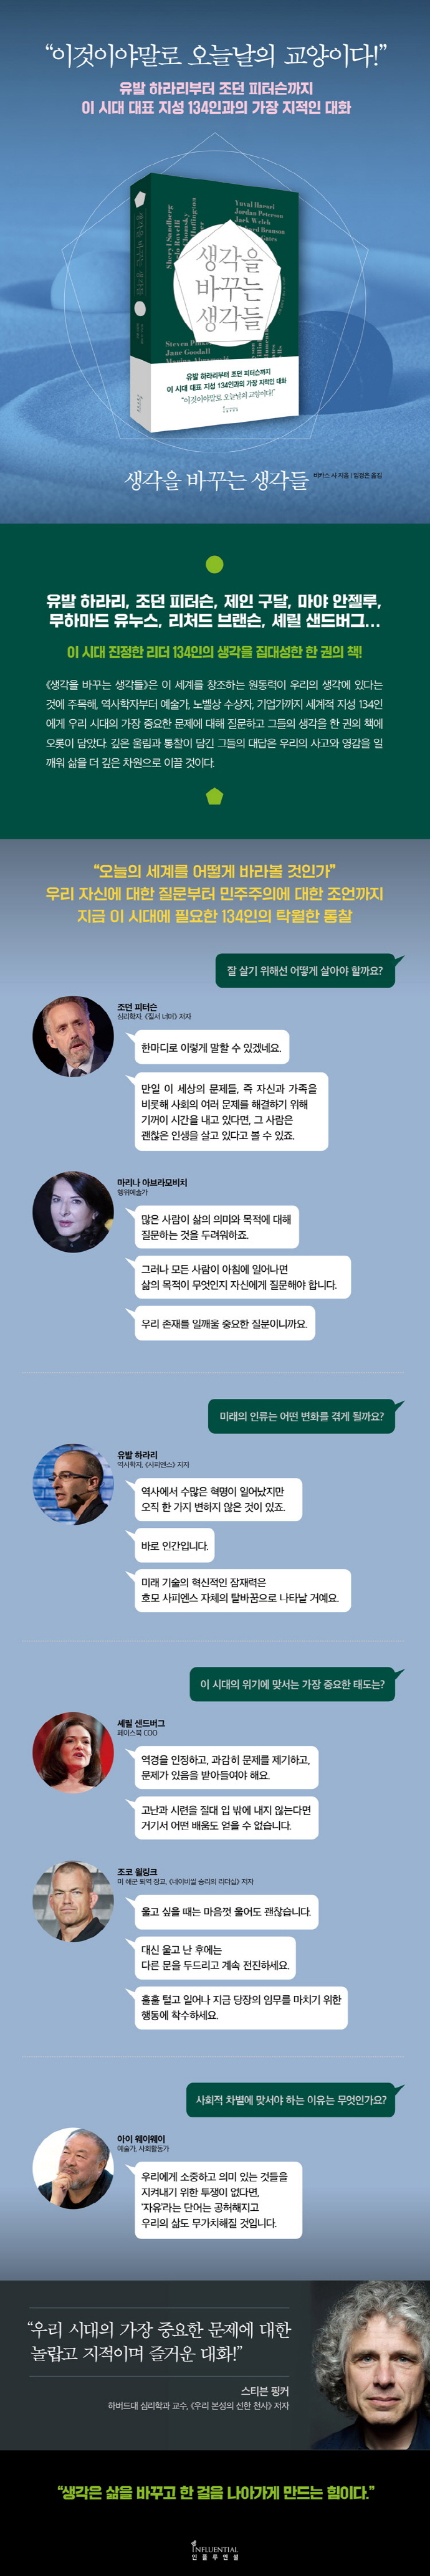 “이것이야말로 오늘날의 교양이다!”
유발 하라리부터 조던 피터슨까지
이 시대 대표 지성 134인과의 가장 지적인 대화
생각을 바꾸는 생각들
Sheryl Sandberg
Yuval Harari
Jordan Peterson
Jack Welch
생각을
바꾸는
생각들
Jane Goodall
유발 하라리부터 조던 피터슨까지
이 시대 대표 지성 134인과의 가장 지적인 대화
“이것이야말로 오늘날의 교양이다!”
생각을 바꾸는 생각들
비카스 샤 지음 | 임경은 옮김
유발 하라리, 조던 피터슨, 제인 구달, 마야 안젤루,
무하마드 유누스, 리처드 브랜슨, 셰릴 샌드버그…
이 시대 진정한 리더 134인의 생각을 집대성한 한 권의 책!
《생각을 바꾸는 생각들》은 이 세계를 창조하는 원동력이 우리의 생각에 있다는
것에 주목해, 역사학자부터 예술가, 노벨상 수상자, 기업가까지 세계적 지성 134인
에게 우리 시대의 가장 중요한 문제에 대해 질문하고 그들의 생각을 한 권의 책에
오롯이 담았다. 깊은 울림과 통찰이 담긴 그들의 대답은 우리의 사고와 영감을 일
깨워 삶을 더 깊은 차원으로 이끌 것이다.
“오늘의 세계를 어떻게 바라볼 것인가”
우리 자신에 대한 질문부터 민주주의에 대한 조언까지
지금 이 시대에 필요한 134인의 탁월한 통찰
잘 살기 위해선 어떻게 살아야 할까요?
조던 피터슨
심리학자, 《질서 너머》 저자
한마디로 이렇게 말할 수 있겠네요.
만일 이 세상의 문제들, 즉 자신과 가족을
비롯해 사회의 여러 문제를 해결하기 위해
기꺼이 시간을 내고 있다면, 그 사람은
괜찮은 인생을 살고 있다고 볼 수 있죠.
마리나 아브라모비치
행위예술가
많은 사람이 삶의 의미와 목적에 대해
질문하는 것을 두려워하죠.
그러나 모든 사람이 아침에 일어나면
삶의 목적이 무엇인지 자신에게 질문해야 합니다.
우리 존재를 일깨울 중요한 질문이니까요.
미래의 인류는 어떤 변화를 겪게 될까요?
유발 하라리
역사학자, 《사피엔스》 저자
역사에서 수많은 혁명이 일어났지만
오직 한 가지 변하지 않은 것이 있죠.
바로 인간입니다.
미래 기술의 혁신적인 잠재력은
호모 사피엔스 자체의 탈바꿈으로 나타날 거예요.
이 시대의 위기에 맞서는 가장 중요한 태도는?
셰릴 샌드버그
페이스북 COO
역경을 인정하고, 과감히 문제를 제기하고,
문제가 있음을 받아들여야 해요.
고난과 시련을 절대 입 밖에 내지 않는다면
거기서 어떤 배움도 얻을 수 없습니다.
조코 윌링크
미 해군 퇴역 장교, 《네이비씰 승리의 리더십》 저자
울고 싶을 때는 마음껏 울어도 괜찮습니다.
대신 울고 난 후에는
다른 문을 두드리고 계속 전진하세요.
훌훌 털고 일어나 지금 당장의 임무를 마치기 위한
행동에 착수하세요.
사회적 차별에 맞서야 하는 이유는 무엇인가요?
아이 웨이웨이
예술가, 사회활동가
우리에게 소중하고 의미 있는 것들을
지켜내기 위한 투쟁이 없다면,
‘자유’라는 단어는 공허해지고
우리의 삶도 무가치해질 것입니다.
“우리 시대의 가장 중요한 문제에 대한
놀랍고 지적이며 즐거운 대화!”
스티븐 핑커
하버드대 심리학과 교수, 《우리 본성의 선한 천사》 저자
“생각은 삶을 바꾸고 한 걸음 나아가게 만드는 힘이다.”
INFLUENTIAL
인플루엔셜